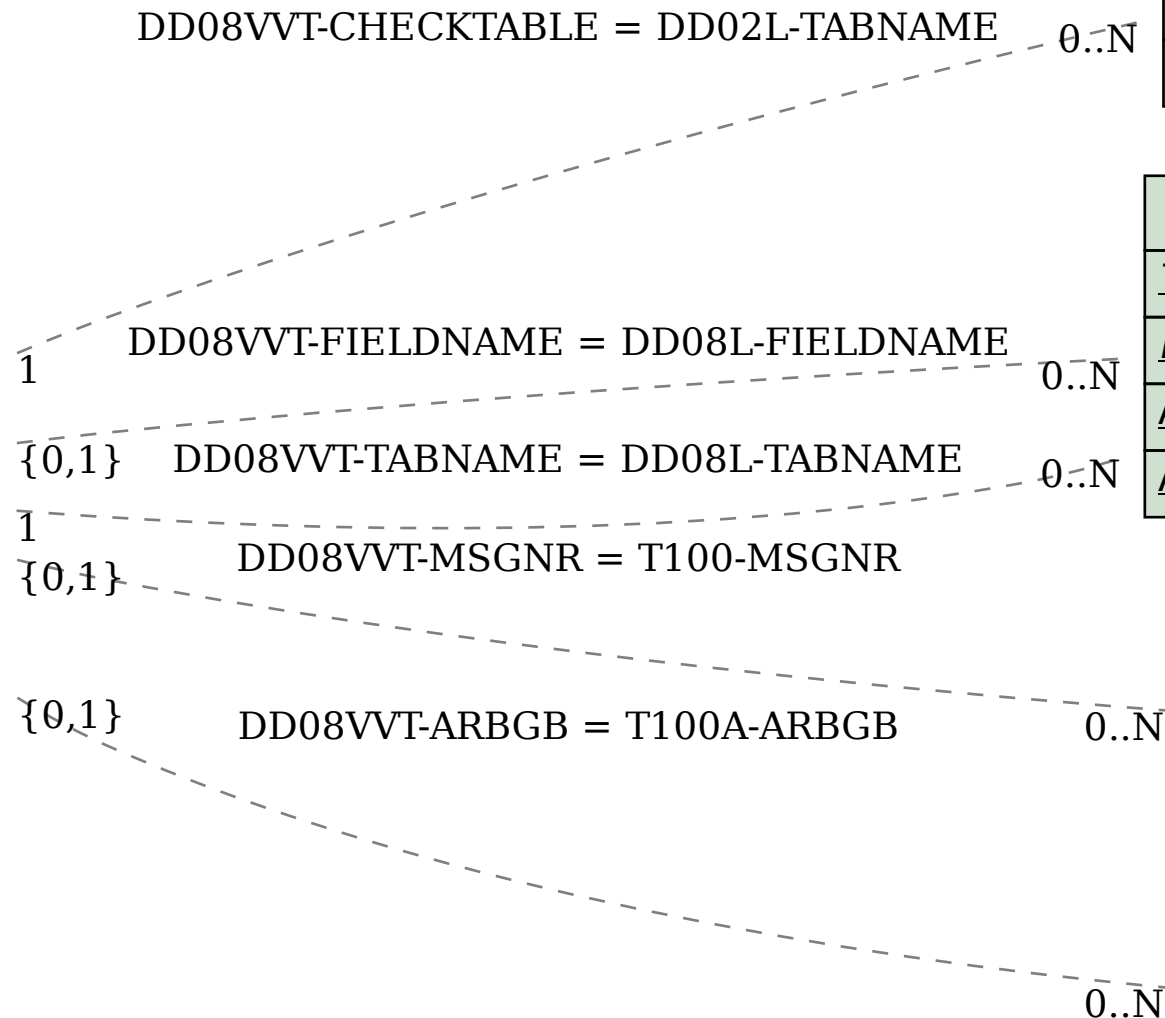 DD08VVT-CHECKTABLE = DD02L-TABNAME
0..N
DD08VVT-FIELDNAME = DD08L-FIELDNAME
1
0..N
{0,1}
DD08VVT-TABNAME = DD08L-TABNAME
0..N
1
DD08VVT-MSGNR = T100-MSGNR
{0,1}
{0,1}
DD08VVT-ARBGB = T100A-ARBGB
0..N
0..N